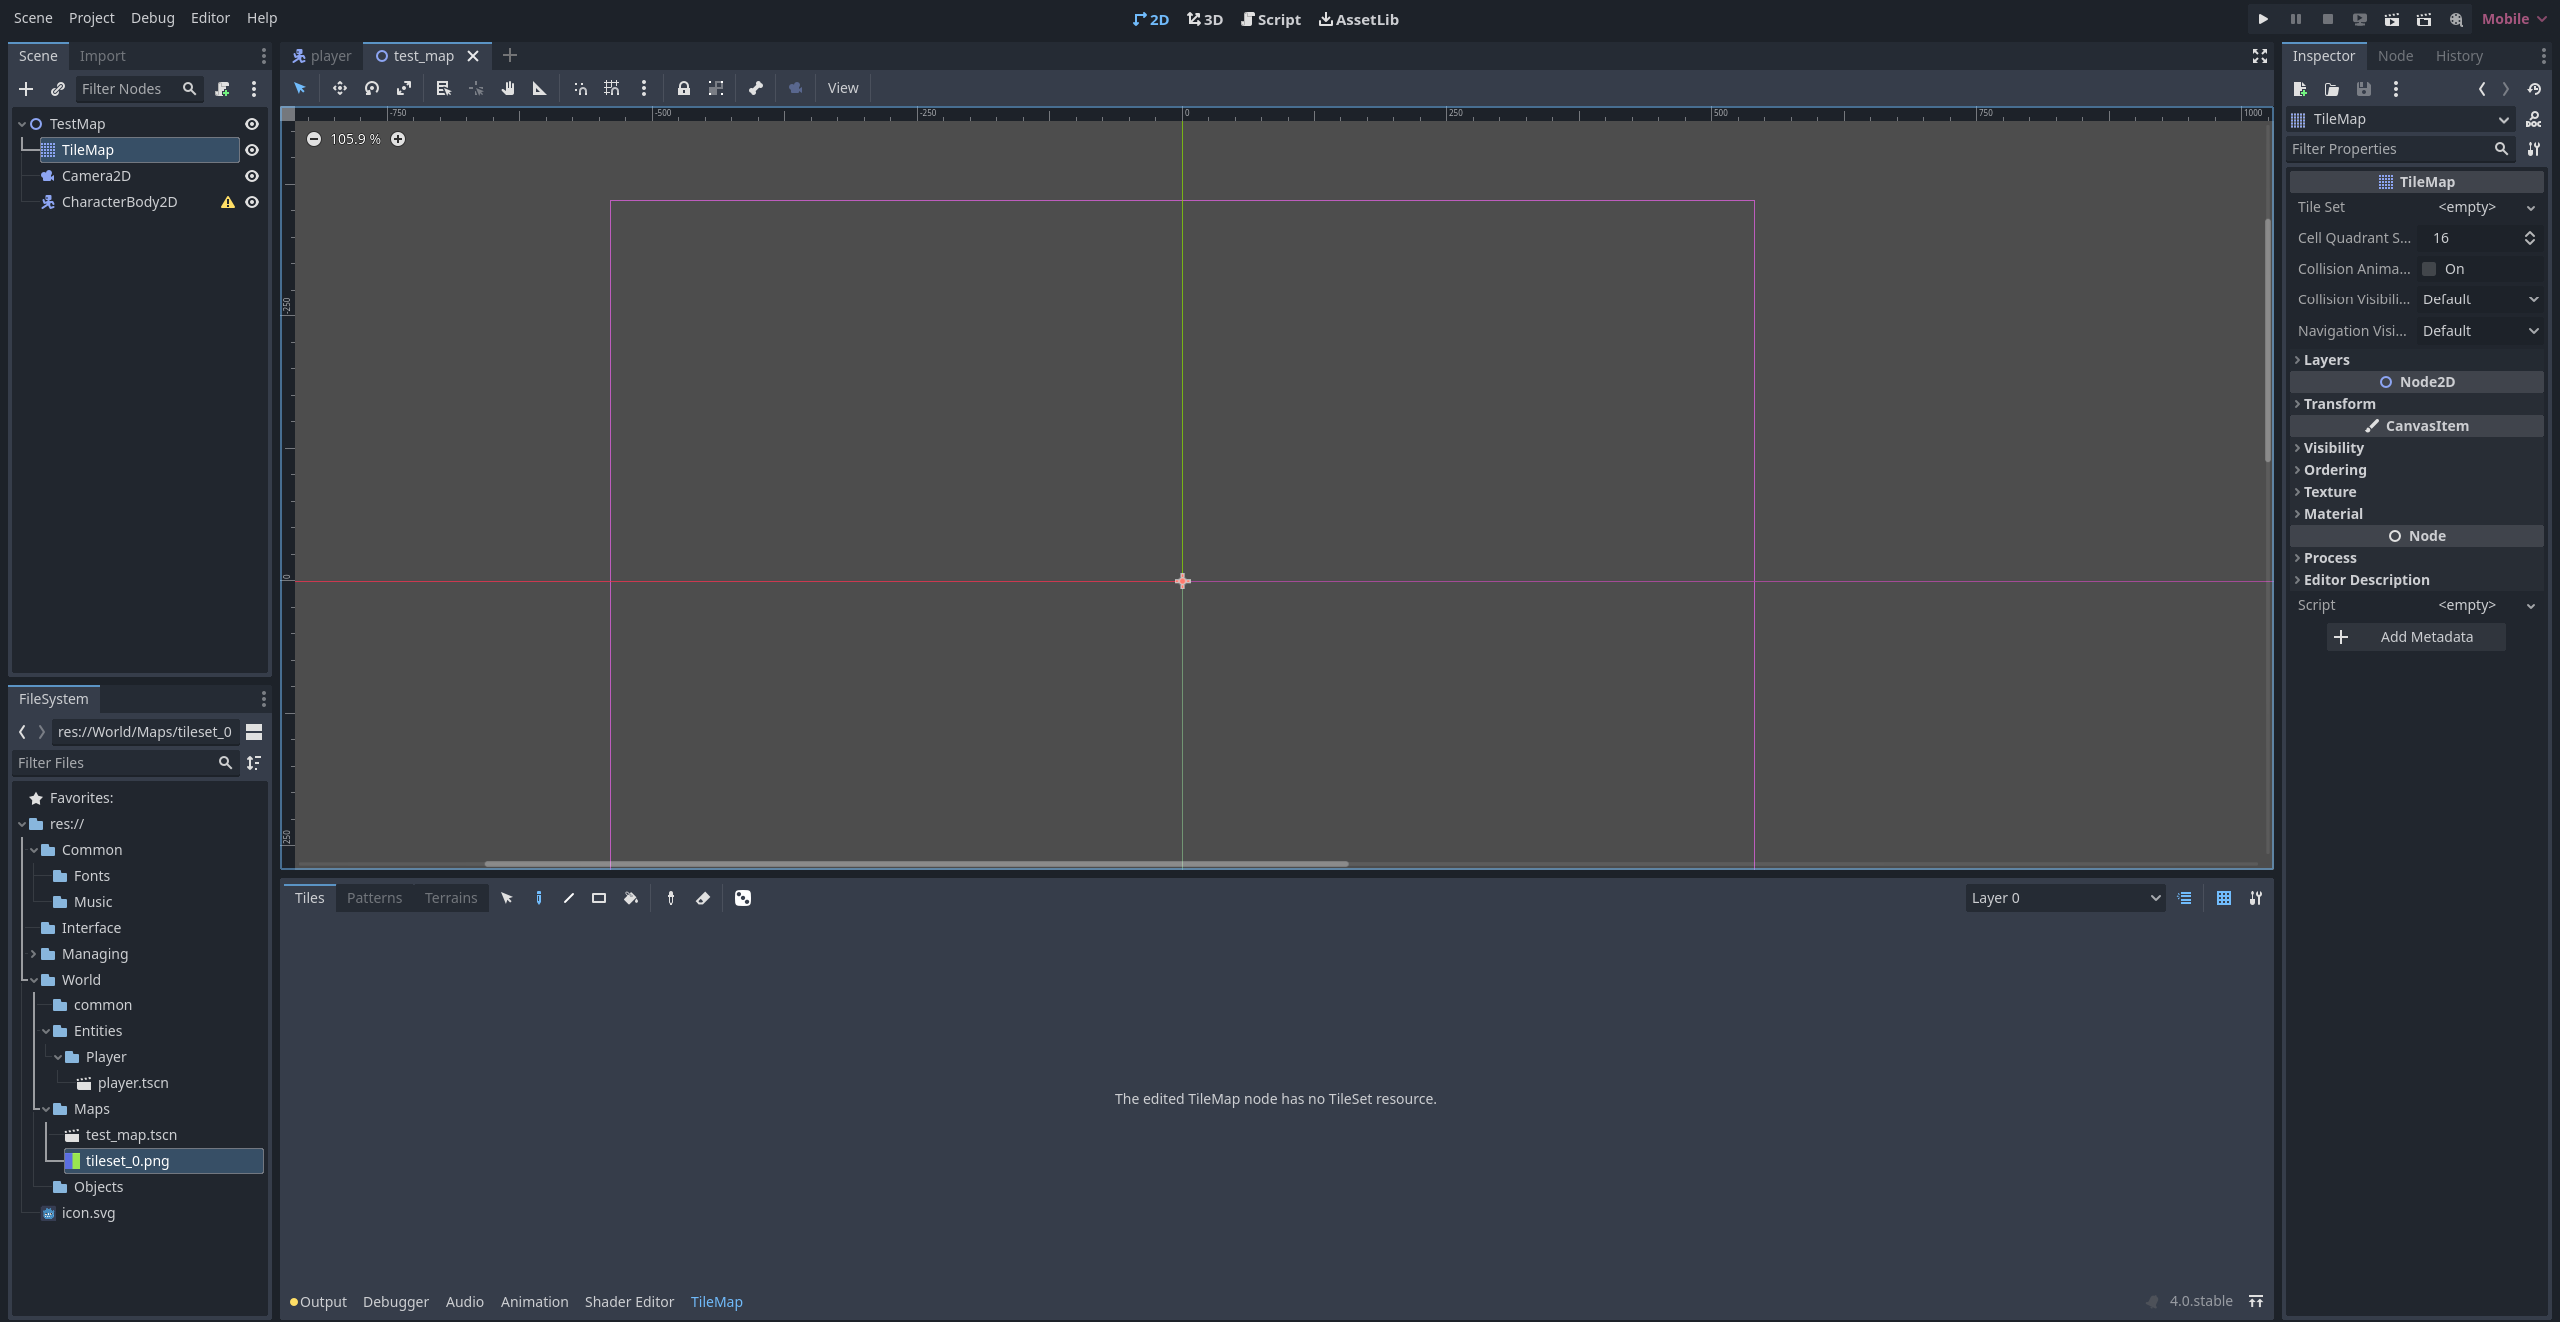 Scene Project Debug Editor Help
2D 3D Script AssetLib
Mobile
Scene Import
Filter Nodes
TestMap
TileMap
Camera2D
CharacterBody2D
FileSystem
res://World/Maps/tileset_0
Filter Files
Favorites:
res://
Common
Fonts
Music
Interface
Managing
World
common
Entities
Player
player.tscn
Maps
test_map.tscn
tileset_0.png
Objects
icon.svg
player test_map
View
-750 -500 -250 0 250 500 750 1000
105.9 %
-250
0
250
Tiles Patterns Terrains
Layer 0
The edited TileMap node has no TileSet resource.
Output Debugger Audio Animation Shader Editor TileMap
4.0.stable
Inspector Node History
TileMap
Filter Properties
TileMap
Tile Set <empty>
Cell Quadrant S... 16
Collision Anima... On
Collision Visibili... Default
Navigation Visi... Default
Layers
Node2D
Transform
CanvasItem
Visibility
Ordering
Texture
Material
Node
Process
Editor Description
Script <empty>
Add Metadata